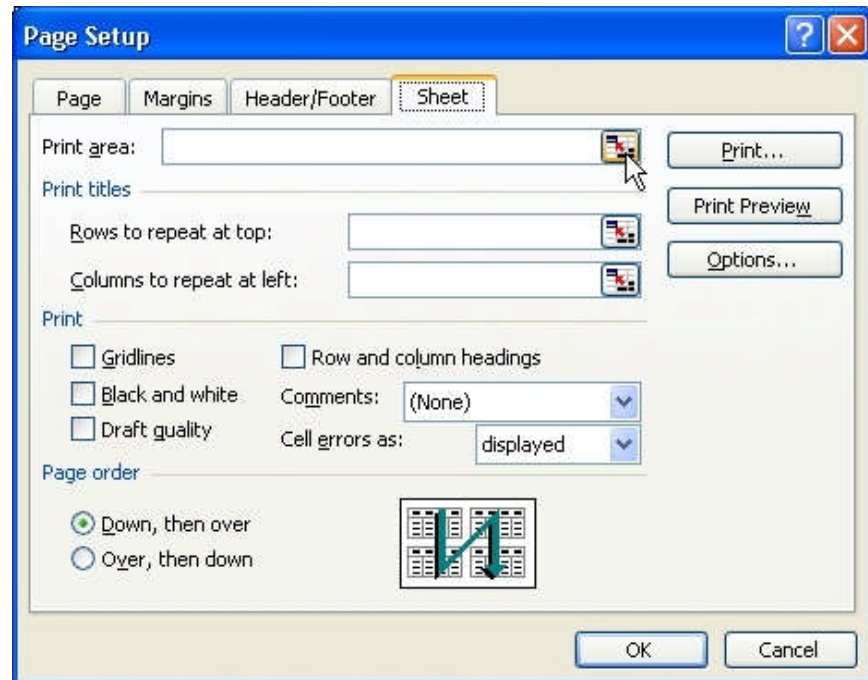 Page Setup
Page Margins Header/Footer Sheet
Print area:
Print...
Print titles
Print Preview
Rows to repeat at top:
Options...
Columns to repeat at left:
Print
Gridlines
Row and column headings
Black and white
Comments: (None)
Draft quality
Cell errors as: displayed
Page order
Down, then over
Over, then down
OK Cancel